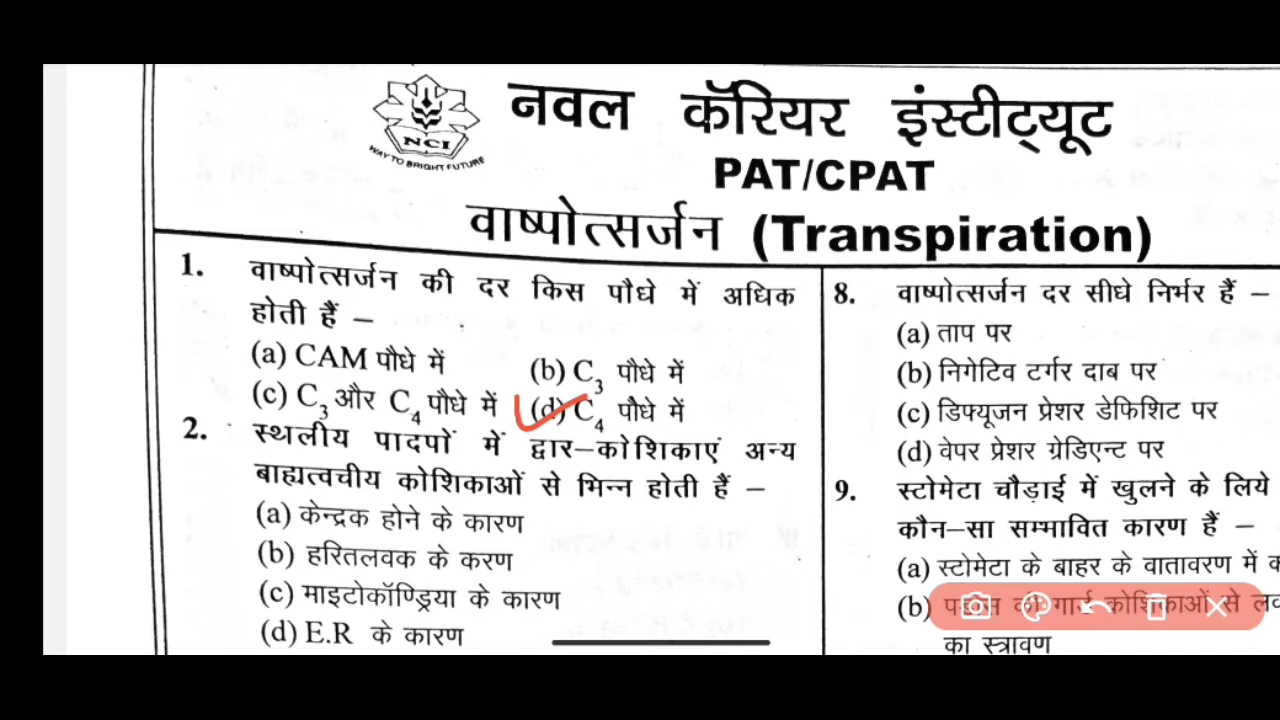 नवल कॅरियर इंस्टीट्यूट
NCI
WAY TO BRIGHT FUTURE
PAT/CPAT
वाष्पोत्सर्जन (Transpiration)
1. वाष्पोत्सर्जन की दर किस पौधे में अधिक
होती हैं –
(a) CAM पौधे में (b) C₃ पौधे में
(c) C₃ और C₄ पौधे में (d) C₄ पौधे में
2. स्थलीय पादपों में द्वार–कोशिकाएं अन्य
बाह्यत्वचीय कोशिकाओं से भिन्न होती हैं –
(a) केन्द्रक होने के कारण
(b) हरितलवक के करण
(c) माइटोकॉण्ड्रिया के कारण
(d) E.R के कारण
8. वाष्पोत्सर्जन दर सीधे निर्भर हैं –
(a) ताप पर
(b) निगेटिव टर्गर दाब पर
(c) डिफ्यूजन प्रेशर डेफिशिट पर
(d) वेपर प्रेशर ग्रेडिएन्ट पर
9. स्टोमेटा चौड़ाई में खुलने के लिये
कौन–सा सम्भावित कारण हैं –
(a) स्टोमेटा के बाहर के वातावरण में
(b) पडौस की गार्ड कोशिकाओं से
का स्त्रावण